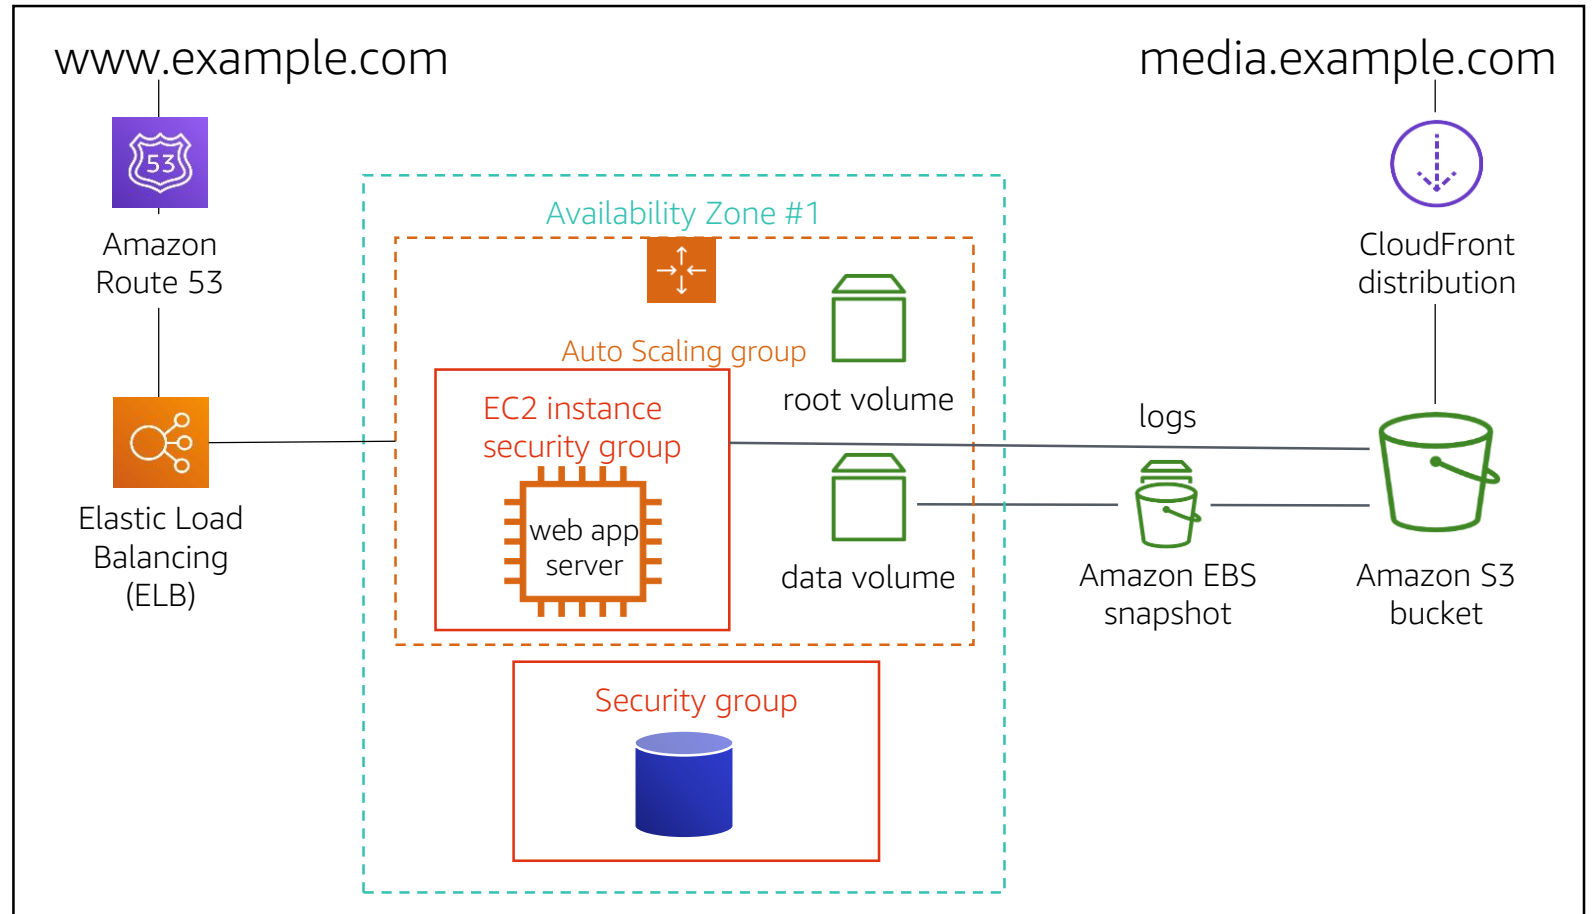 www.example.com
media.example.com
53
Amazon
Route 53
CloudFront
distribution
Availability Zone #1
Auto Scaling group
root volume
EC2 instance
security group
web app
server
logs
data volume
Elastic Load
Balancing
(ELB)
Amazon EBS
snapshot
Amazon S3
bucket
Security group